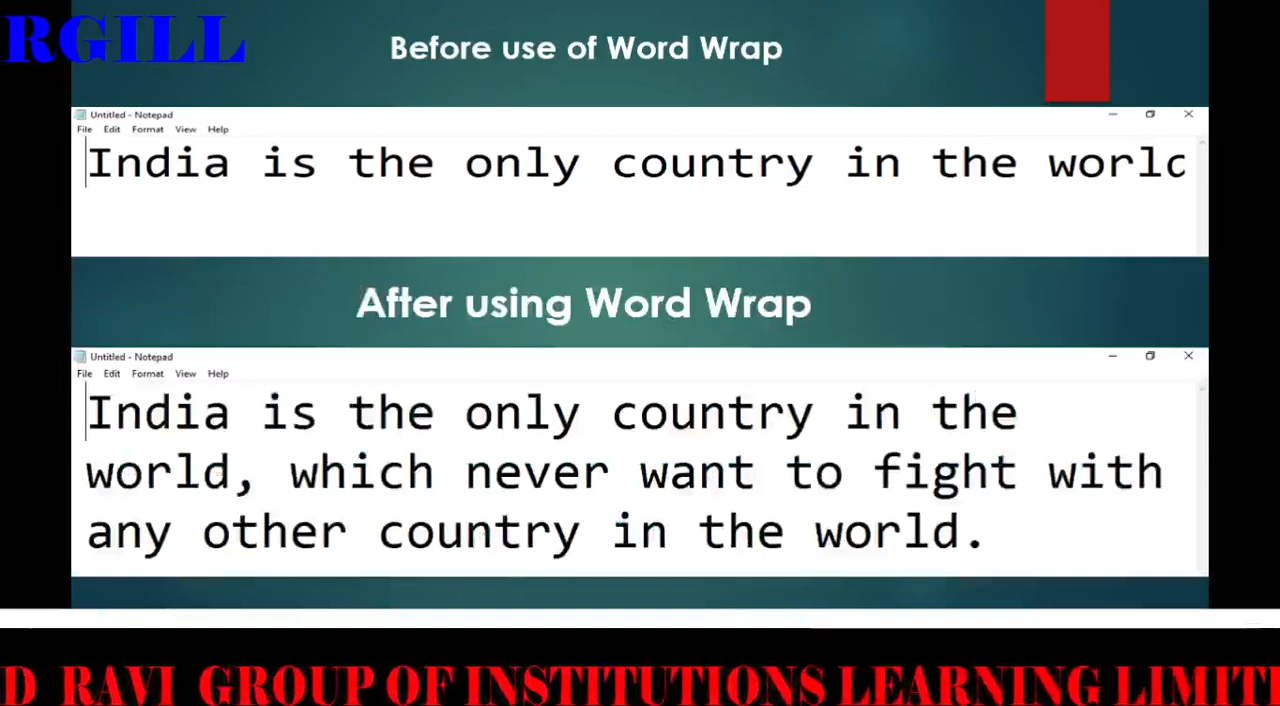 RGILL
Before use of Word Wrap
Untitled - Notepad
File Edit Format View Help
India is the only country in the world
After using Word Wrap
Untitled - Notepad
File Edit Format View Help
India is the only country in the
world, which never want to fight with
any other country in the world.
D RAVI GROUP OF INSTITUTIONS LEARNING LIMIT